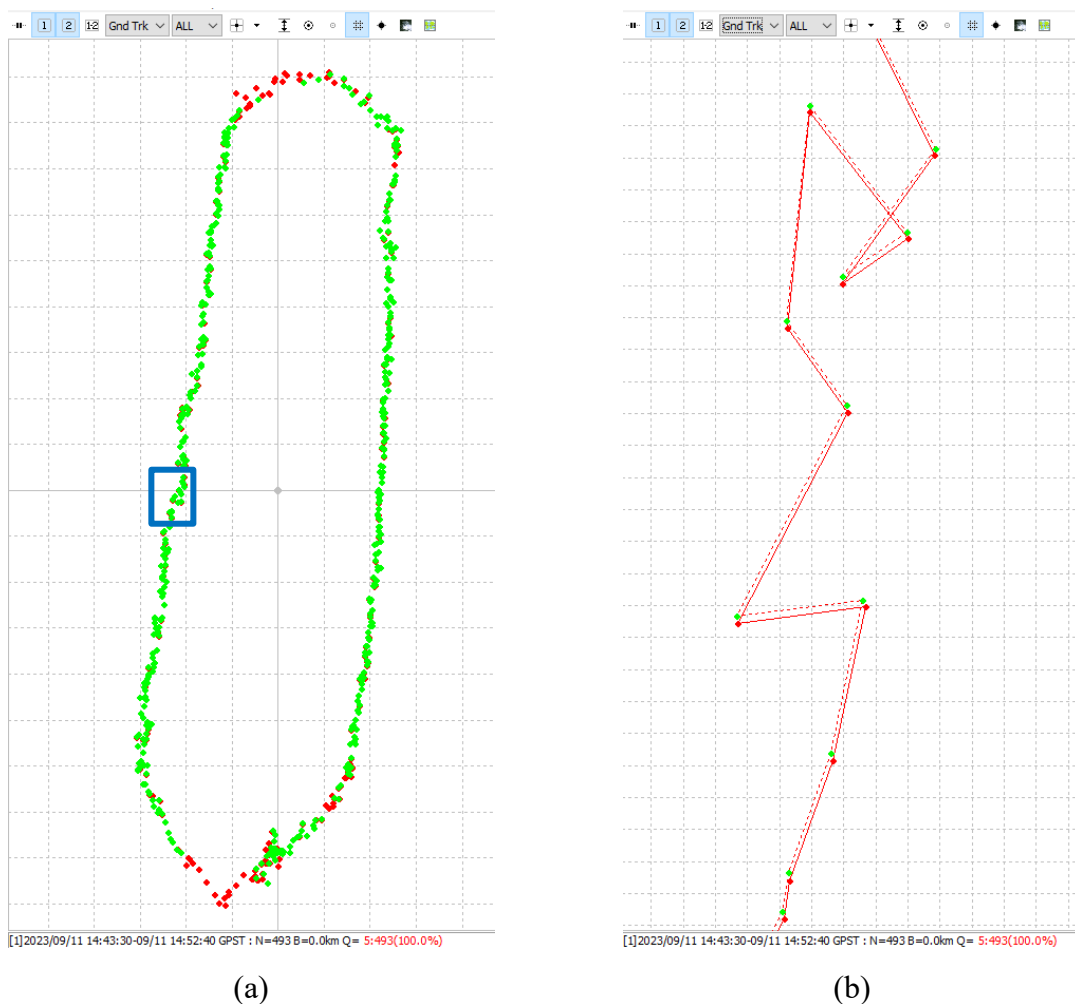 1 2 1-2 Gnd Trk ALL
1 2 1-2 Gnd Trk ALL
[1]2023/09/11 14:43:30-09/11 14:52:40 GPST : N=493 B=0.0km Q= 5:493(100.0%)
[1]2023/09/11 14:43:30-09/11 14:52:40 GPST : N=493 B=0.0km Q= 5:493(100.0%)
(a)
(b)